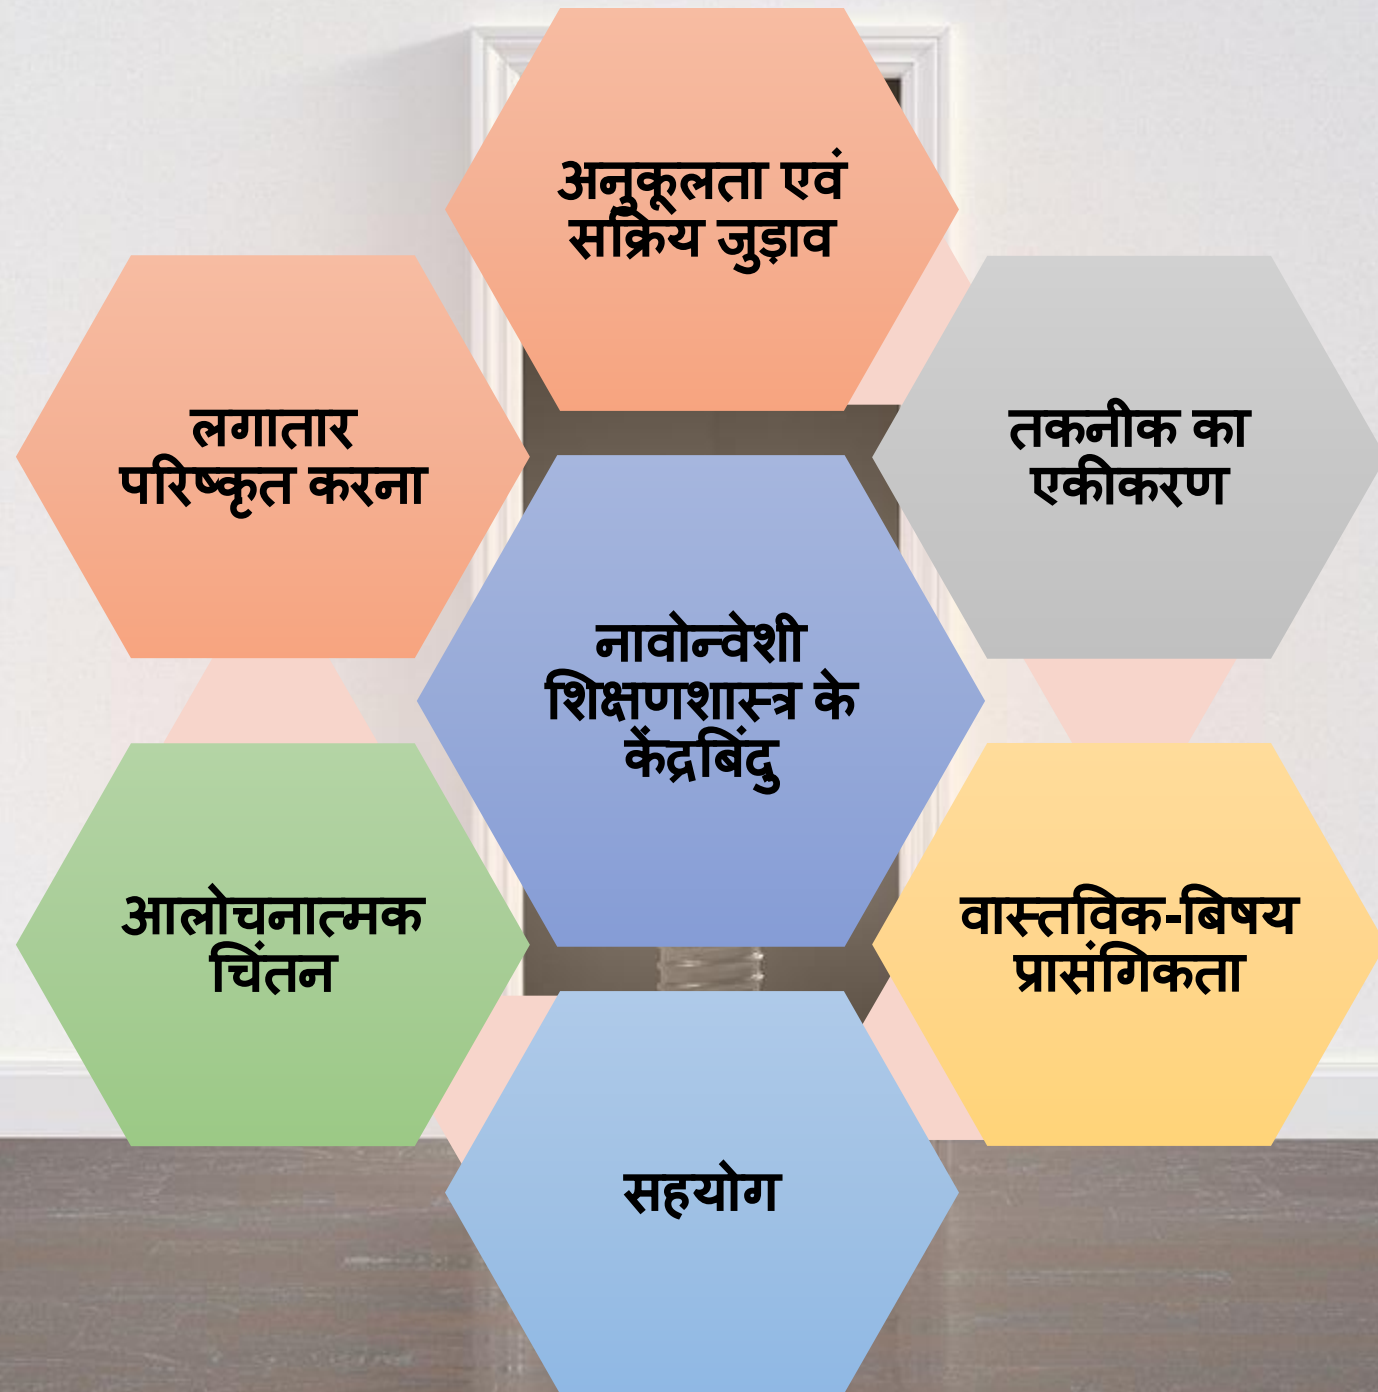 अनुकूलता एवं
सक्रिय जुड़ाव
लगातार
परिष्कृत करना
तकनीक का
एकीकरण
नावोन्वेशी
शिक्षणशास्त्र के
केंद्रबिंदु
आलोचनात्मक
चिंतन
वास्तविक-बिषय
प्रासंगिकता
सहयोग